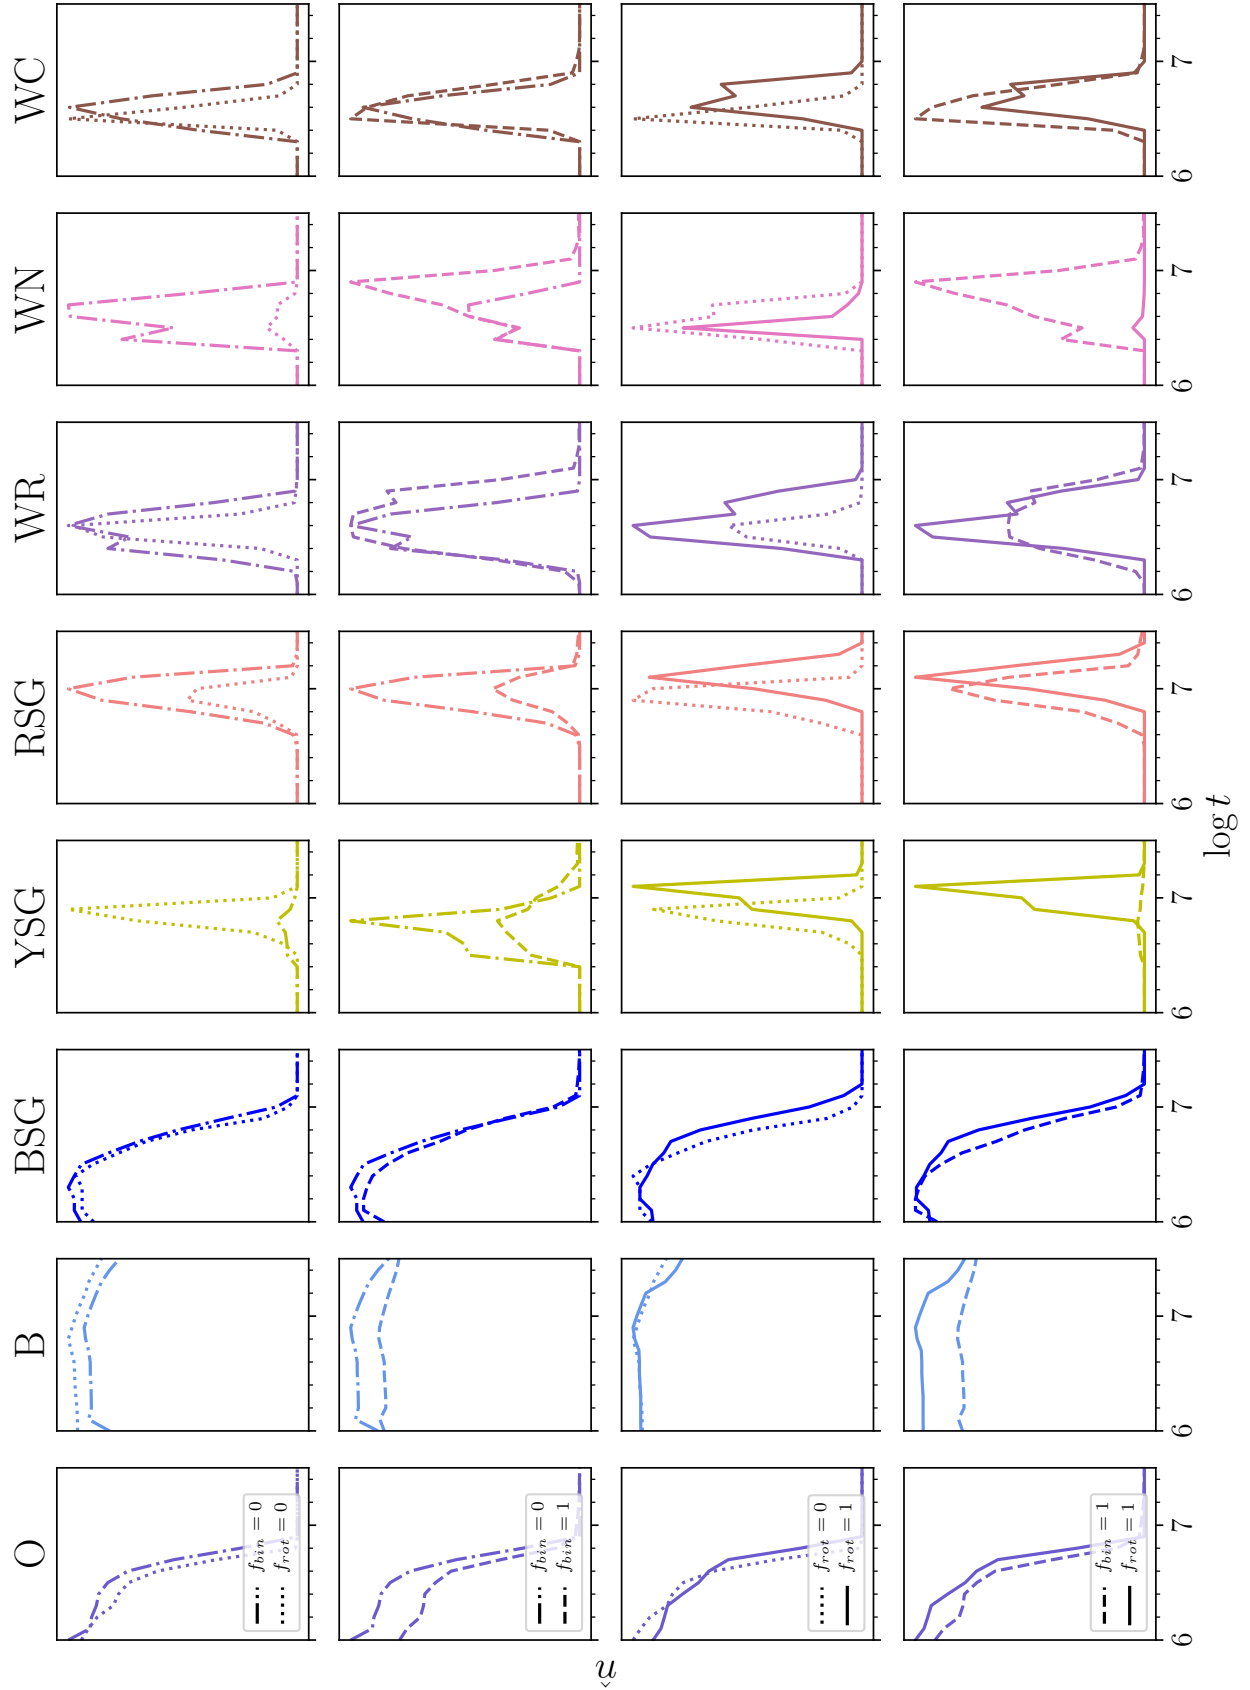 O B BSG YSG RSG WR WN WC
f_bin = 0
f_rot = 0
f_bin = 0
f_bin = 1
f_rot = 0
f_rot = 1
f_bin = 1
f_rot = 1
n̂
6 7 6 7 6 7 6 7 6 7 6 7 6 7 6 7
log t